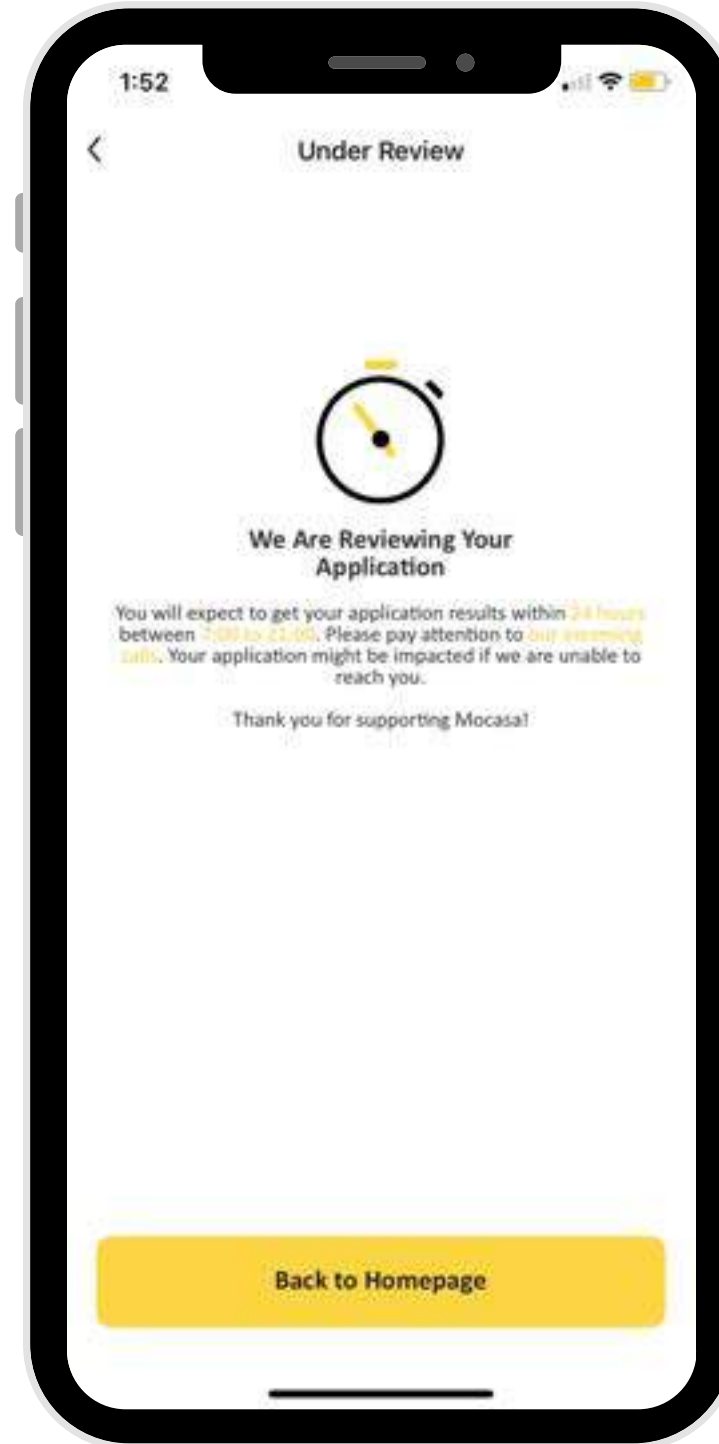 1:52
Under Review
We Are Reviewing Your
Application
You will expect to get your application results within 24 hours
between 7:00 to 21:00. Please pay attention to our incoming
calls. Your application might be impacted if we are unable to
reach you.
Thank you for supporting Mocasa!
Back to Homepage